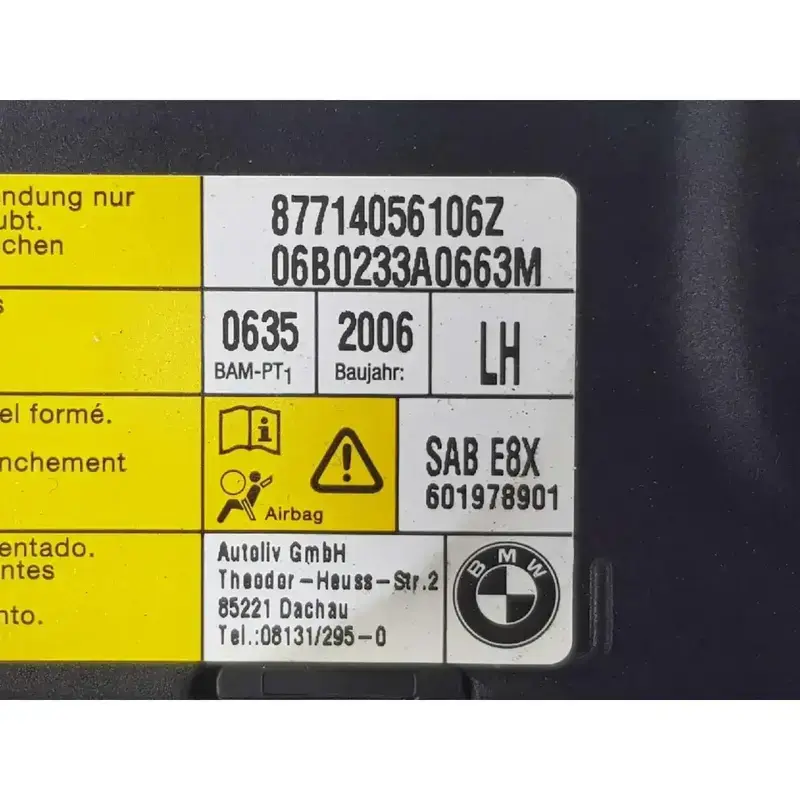 ndung nur
ubt.
chen
s
el formé.
nchement
entado.
ntes
nto.
87714056106Z
06B0233A0663M
0635
BAM-PT1
2006
Baujahr:
LH
Airbag
SAB E8X
601978901
Autoliv GmbH
Theodor-Heuss-Str.2
85221 Dachau
Tel.:08131/295-0
BMW